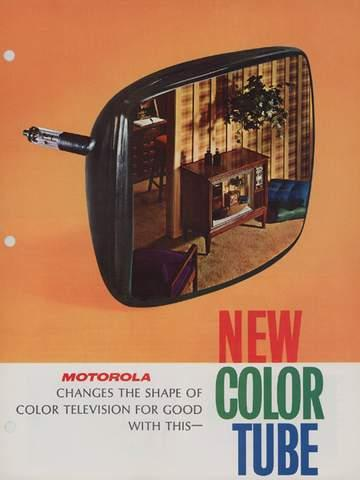 MOTOROLA
CHANGES THE SHAPE OF
COLOR TELEVISION FOR GOOD
WITH THIS—
NEW
COLOR
TUBE